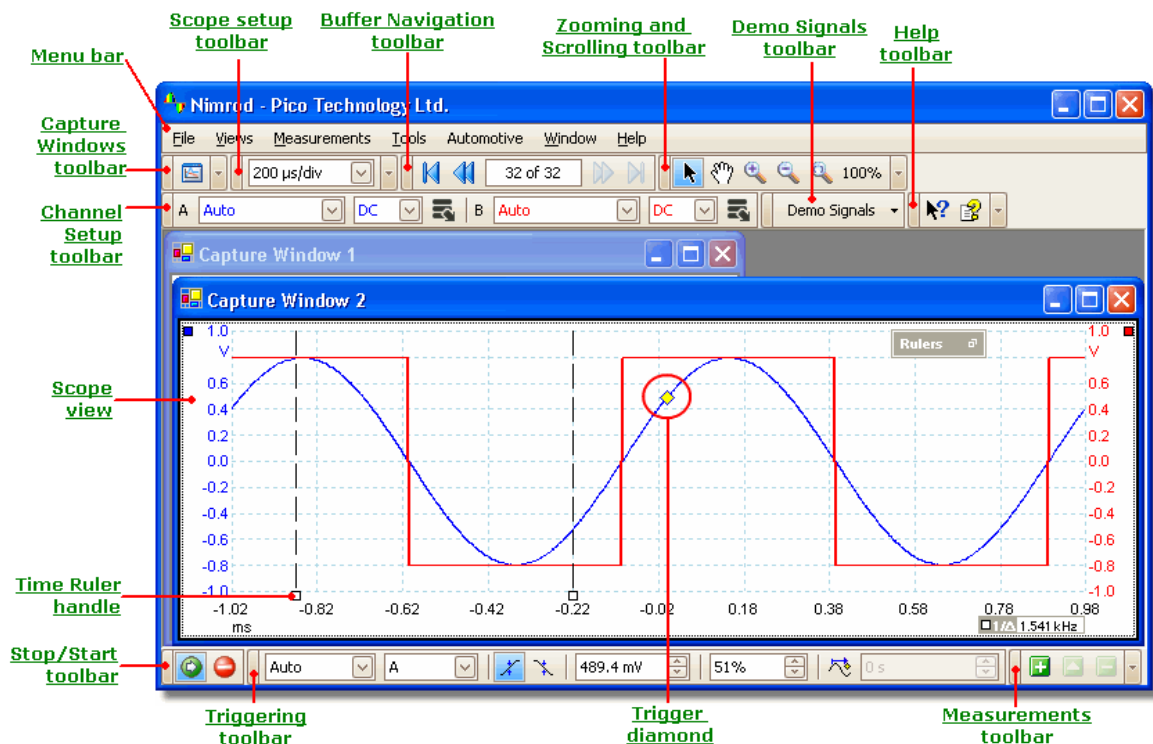 Scope setup
toolbar
Buffer Navigation
toolbar
Zooming and
Scrolling toolbar
Demo Signals
toolbar
Help
toolbar
Menu bar
Capture
Windows
toolbar
Channel
Setup
toolbar
Scope
view
Time Ruler
handle
Stop/Start
toolbar
Nimrod - Pico Technology Ltd.
File Views Measurements Tools Automotive Window Help
200 µs/div 32 of 32 100%
A Auto DC B Auto DC Demo Signals
Capture Window 1
Capture Window 2
Rulers
1.0
V
0.6
0.4
0.2
0.0
-0.2
-0.4
-0.6
-0.8
-1.0
1.0
V
0.6
0.4
0.2
0.0
-0.2
-0.4
-0.6
-0.8
-1.0
-1.02 -0.82 -0.62 -0.42 -0.22 -0.02 0.18 0.38 0.58 0.78 0.98
ms
1/△ 1.541 kHz
Auto A 489.4 mV 51% 0 s
Triggering
toolbar
Trigger
diamond
Measurements
toolbar